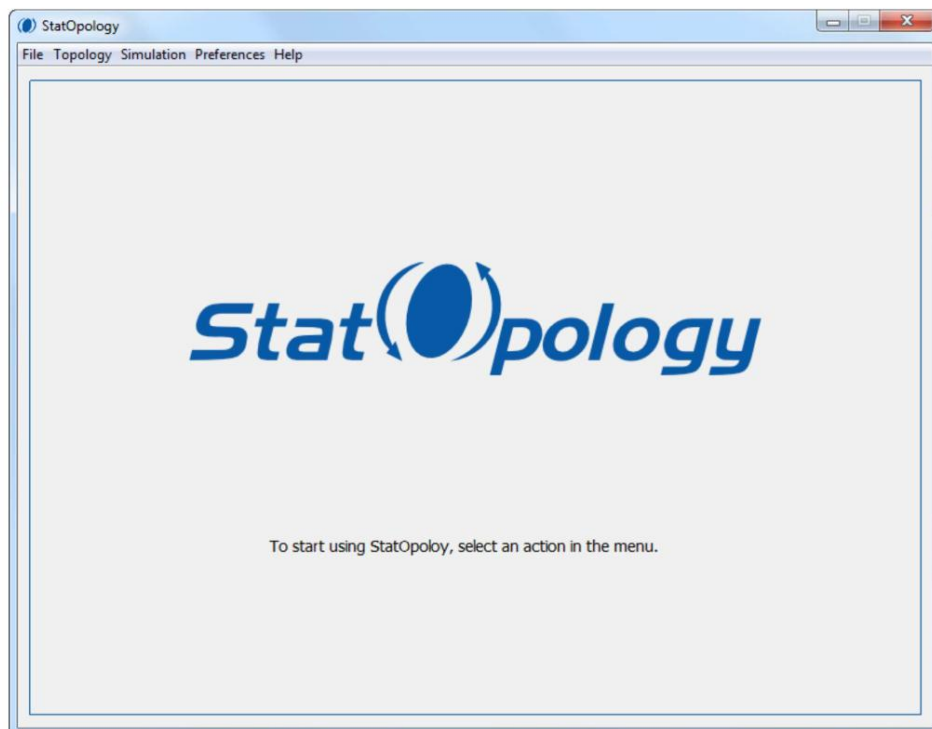 StatOpology
File Topology Simulation Preferences Help
StatOpology
To start using StatOpoloy, select an action in the menu.